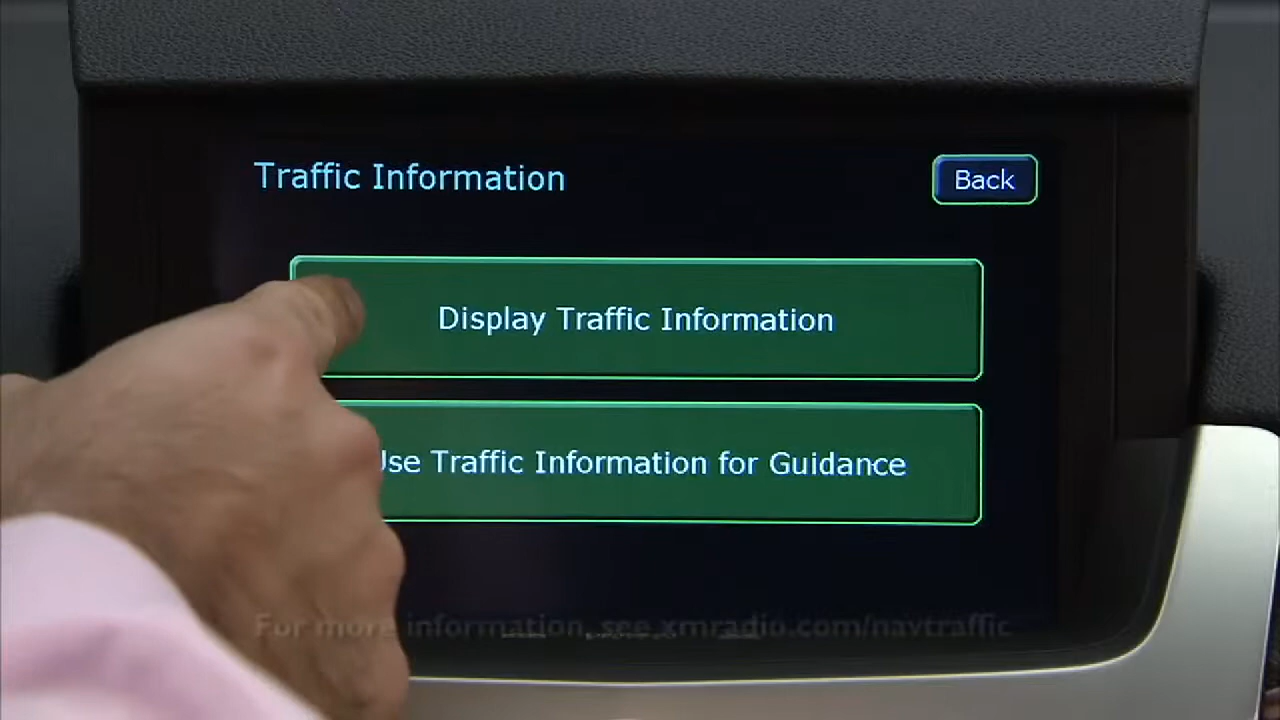 Traffic Information
Back
Display Traffic Information
Use Traffic Information for Guidance
For more information, see xmradio.com/navtraffic